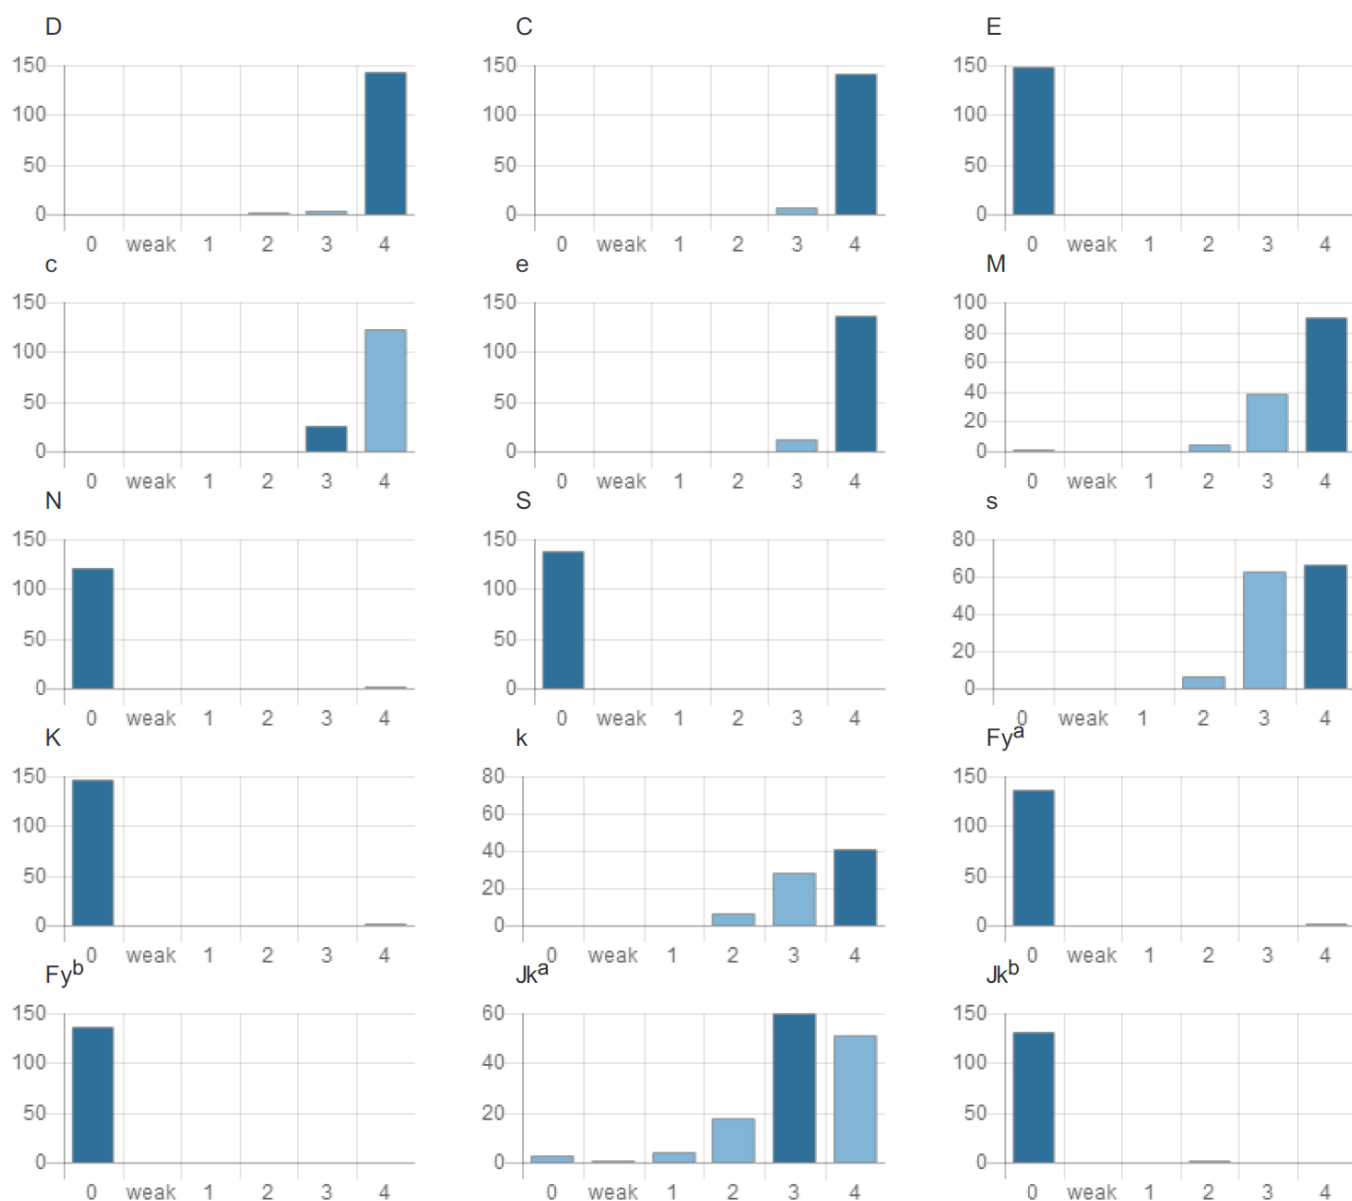 D C E
150 150 150
100 100 100
50 50 50
0 0 0
0 weak 1 2 3 4 0 weak 1 2 3 4 0 weak 1 2 3 4
c e M
150 150 100
100 100 80
50 50 60
0 0 40
20
0
0 weak 1 2 3 4 0 weak 1 2 3 4 0 weak 1 2 3 4
N S s
150 150 80
100 100 60
50 50 40
0 0 20
0
0 weak 1 2 3 4 0 weak 1 2 3 4 0 weak 1 2 3 4
K k Fyᵃ
150 80 150
100 60 100
50 40 50
0 20 0
0
0 weak 1 2 3 4 0 weak 1 2 3 4 0 weak 1 2 3 4
Fyᵇ Jkᵃ Jkᵇ
150 60 150
100 40 100
50 20 50
0 0 0
0 weak 1 2 3 4 0 weak 1 2 3 4 0 weak 1 2 3 4